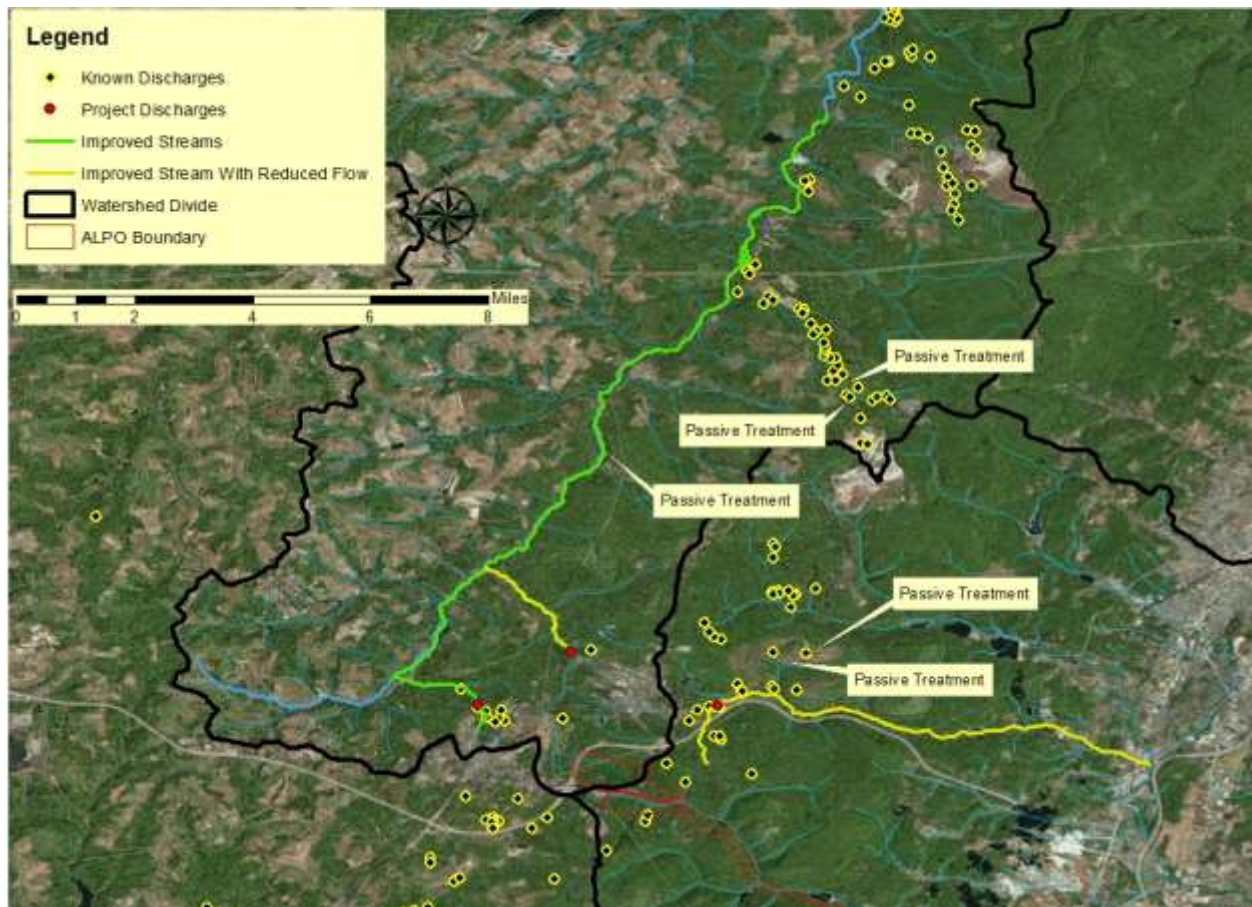 Legend
Known Discharges
Project Discharges
Improved Streams
Improved Stream With Reduced Flow
Watershed Divide
ALPO Boundary
N
S
Miles
0 1 2 4 6 8
Passive Treatment
Passive Treatment
Passive Treatment
Passive Treatment
Passive Treatment